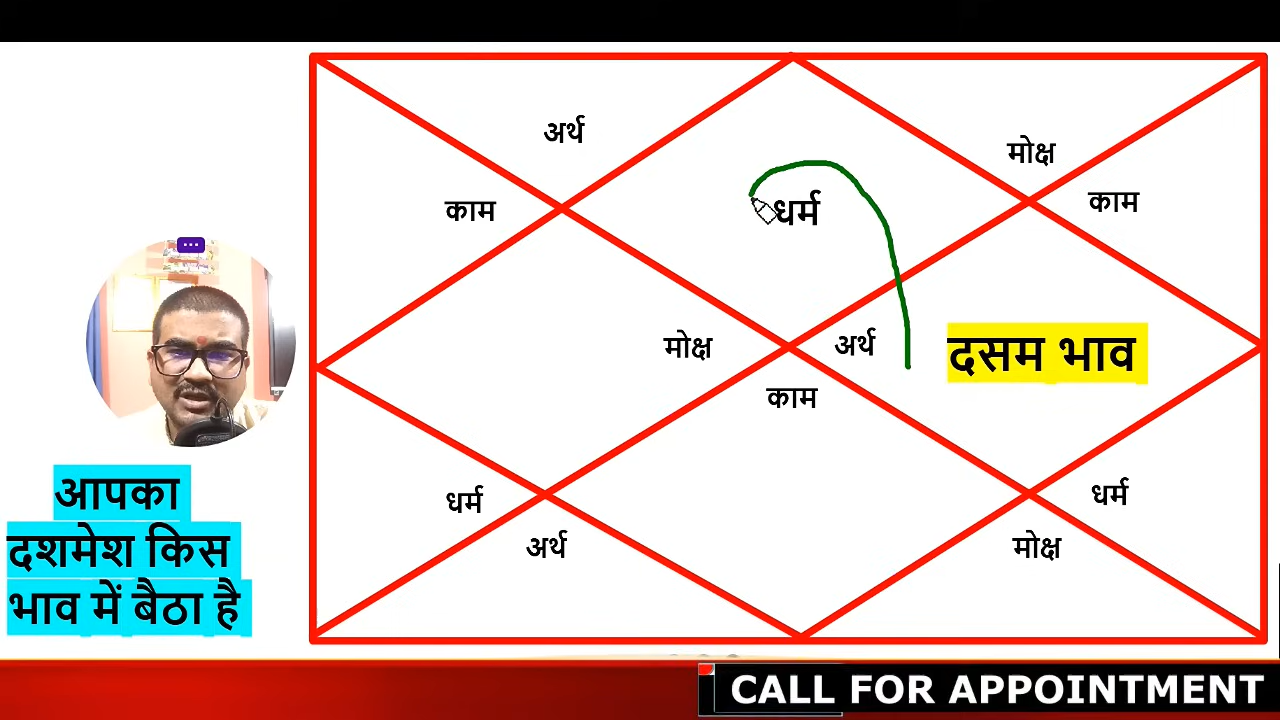 अर्थ
मोक्ष
काम
काम
धर्म
मोक्ष
अर्थ
दसम भाव
काम
धर्म
धर्म
अर्थ
मोक्ष
आपका
दशमेश किस
भाव में बैठा है
CALL FOR APPOINTMENT